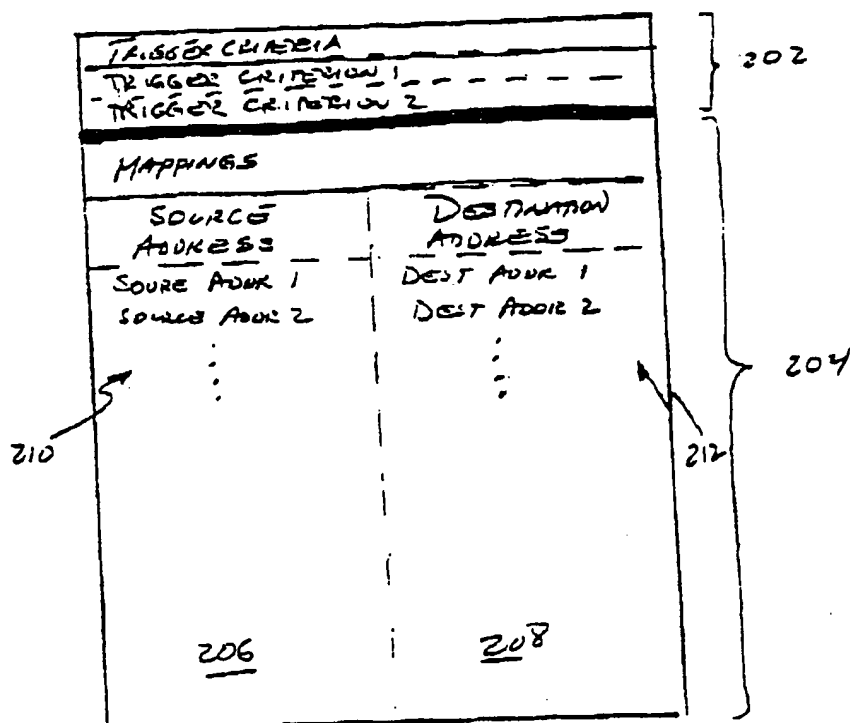 TRIGGER CRITERIA
TRIGGER CRITERION 1
TRIGGER CRITERION 2
202
MAPPINGS
SOURCE ADDRESS
DESTINATION ADDRESS
SOURE ADDR 1
DEST ADDR 1
SOURCE ADDR 2
DEST ADDR 2
204
210
212
206
208